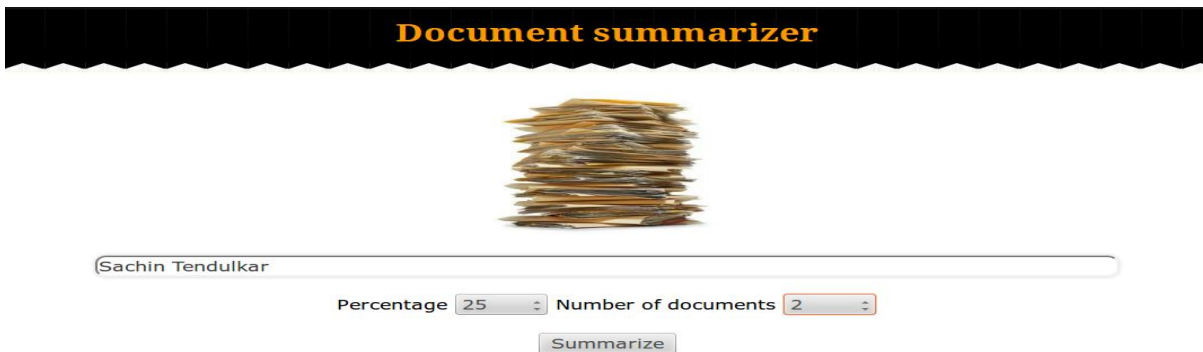 Document summarizer
Sachin Tendulkar
Percentage 25 Number of documents 2
Summarize